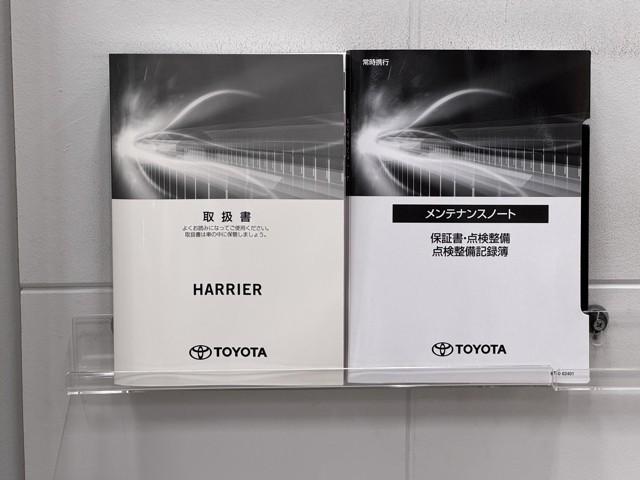 取扱書
よくお読みになってご使用ください。
取扱書は車の中に保管しましょう。
HARRIER
TOYOTA
常時携行
メンテナンスノート
保証書・点検整備
点検整備記録簿
TOYOTA